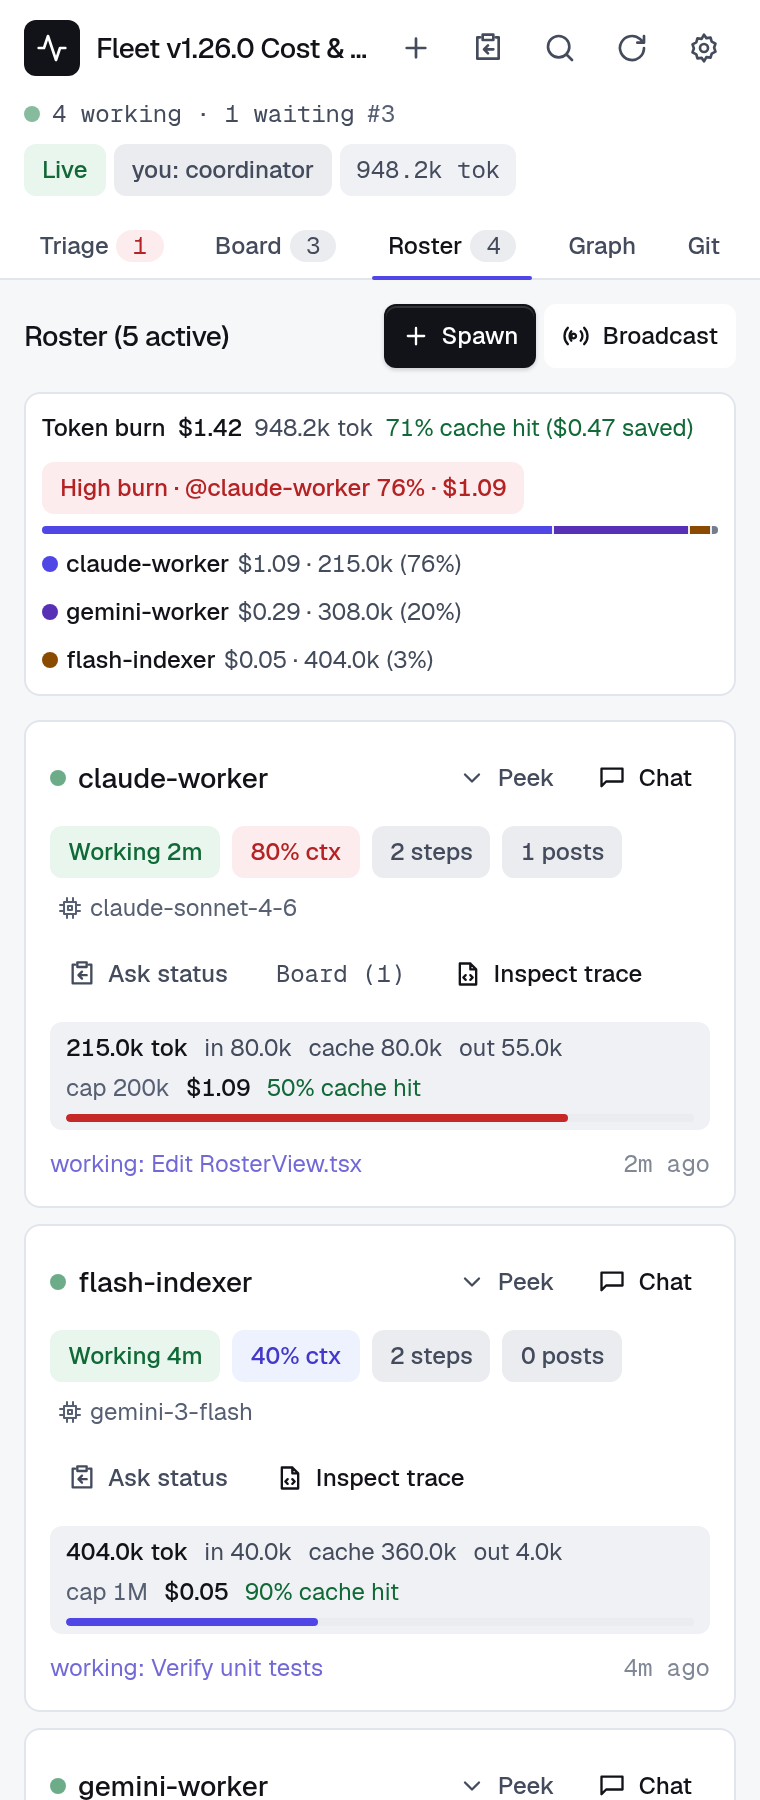 Fleet v1.26.0 Cost & ...
4 working · 1 waiting #3
Live you: coordinator 948.2k tok
Triage 1 Board 3 Roster 4 Graph Git
Roster (5 active) Spawn Broadcast
Token burn $1.42 948.2k tok 71% cache hit ($0.47 saved)
High burn · @claude-worker 76% · $1.09
claude-worker $1.09 · 215.0k (76%)
gemini-worker $0.29 · 308.0k (20%)
flash-indexer $0.05 · 404.0k (3%)
claude-worker Peek Chat
Working 2m 80% ctx 2 steps 1 posts
claude-sonnet-4-6
Ask status Board (1) Inspect trace
215.0k tok in 80.0k cache 80.0k out 55.0k
cap 200k $1.09 50% cache hit
working: Edit RosterView.tsx 2m ago
flash-indexer Peek Chat
Working 4m 40% ctx 2 steps 0 posts
gemini-3-flash
Ask status Inspect trace
404.0k tok in 40.0k cache 360.0k out 4.0k
cap 1M $0.05 90% cache hit
working: Verify unit tests 4m ago
gemini-worker Peek Chat